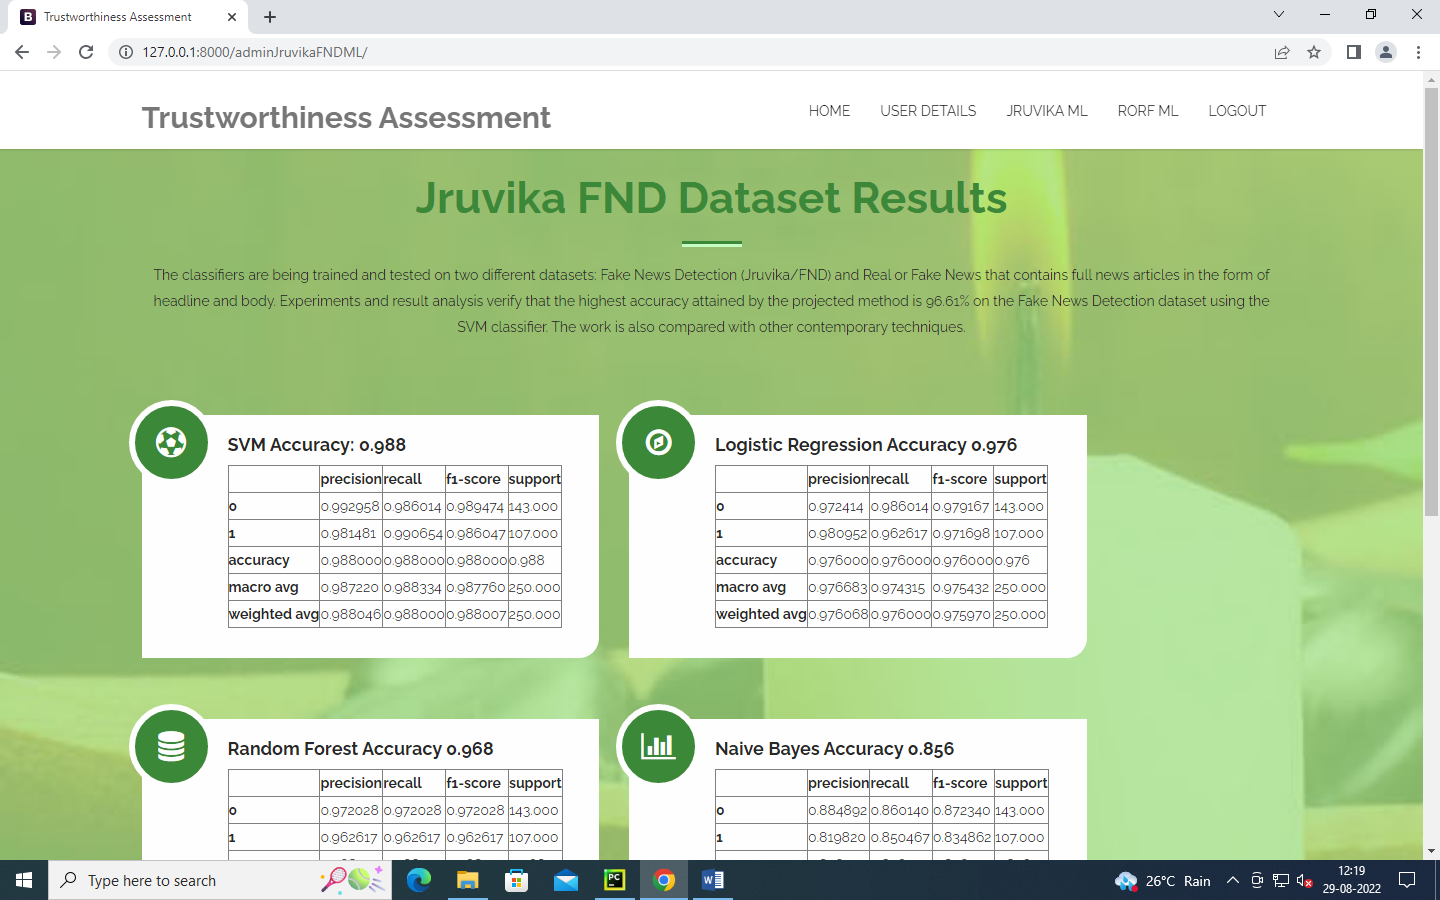 Trustworthiness Assessment
127.0.0.1:8000/adminJruvikaFNDML/
Trustworthiness Assessment
HOME USER DETAILS JRUVIKA ML RORF ML LOGOUT
Jruvika FND Dataset Results
The classifiers are being trained and tested on two different datasets: Fake News Detection (Jruvika/FND) and Real or Fake News that contains full news articles in the form of
headline and body. Experiments and result analysis verify that the highest accuracy attained by the projected method is 96.61% on the Fake News Detection dataset using the
SVM classifier. The work is also compared with other contemporary techniques.
SVM Accuracy: 0.988
precision recall f1-score support
0 0.992958 0.986014 0.989474 143.000
1 0.981481 0.990654 0.986047 107.000
accuracy 0.988000 0.988000 0.988000 0.988
macro avg 0.987220 0.988334 0.987760 250.000
weighted avg 0.988046 0.988000 0.988007 250.000
Logistic Regression Accuracy 0.976
precision recall f1-score support
0 0.972414 0.986014 0.979167 143.000
1 0.980952 0.962617 0.971698 107.000
accuracy 0.976000 0.976000 0.976000 0.976
macro avg 0.976683 0.974315 0.975432 250.000
weighted avg 0.976068 0.976000 0.975970 250.000
Random Forest Accuracy 0.968
precision recall f1-score support
0 0.972028 0.972028 0.972028 143.000
1 0.962617 0.962617 0.962617 107.000
Naive Bayes Accuracy 0.856
precision recall f1-score support
0 0.884892 0.860140 0.872340 143.000
1 0.819820 0.850467 0.834862 107.000
Type here to search
26°C Rain
12:19
29-08-2022